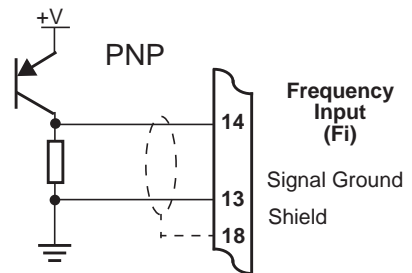 +V
PNP
Frequency
Input
(Fi)
14
Signal Ground
13
Shield
18